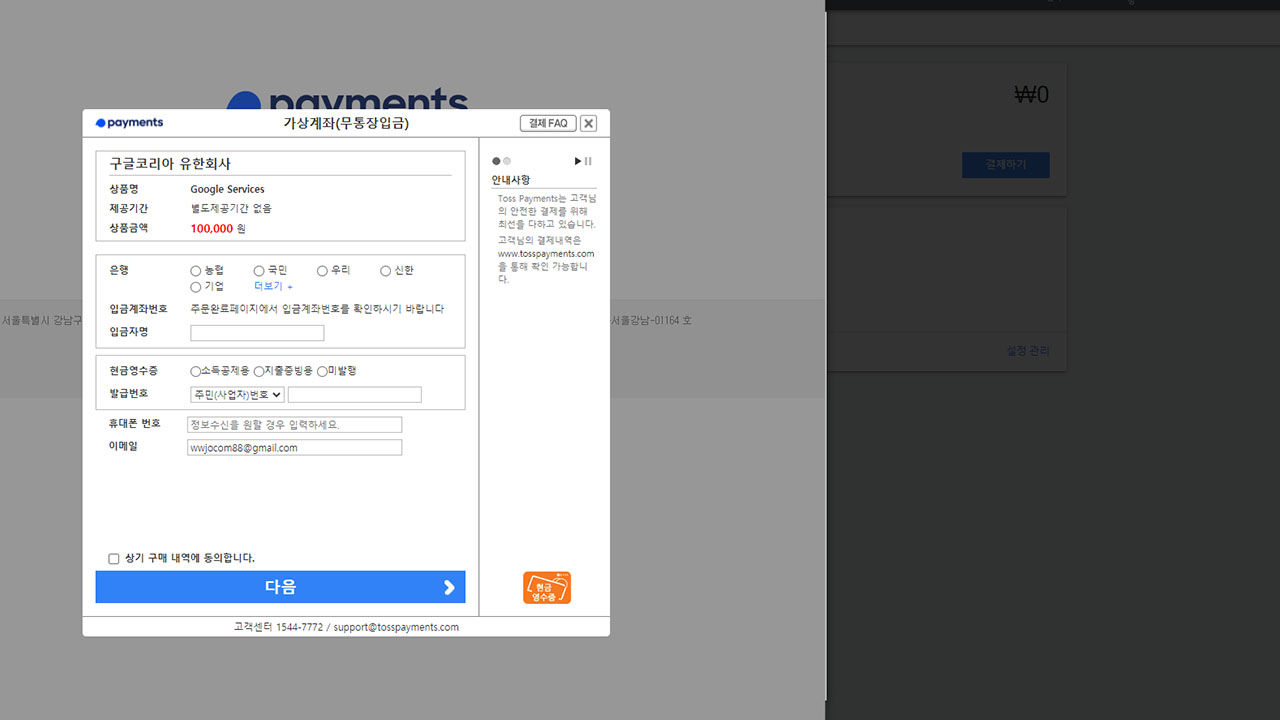 payments
payments
가상계좌(무통장입금)
결제 FAQ
구글코리아 유한회사
상품명 Google Services
제공기간 별도제공기간 없음
상품금액 100,000 원
은행 농협 국민 우리 신한
기업 더보기 +
입금계좌번호 주문완료페이지에서 입금계좌번호를 확인하시기 바랍니다
입금자명
현금영수증 소득공제용 지출증빙용 미발행
발급번호 주민(사업자)번호
휴대폰 번호 정보수신을 원할 경우 입력하세요.
이메일 wwjocom88@gmail.com
상기 구매 내역에 동의합니다.
다음
안내사항
Toss Payments는 고객님
의 안전한 결제를 위해
최선을 다하고 있습니다.
고객님의 결제내역은
www.tosspayments.com
을 통해 확인 가능합니
다.
현금
영수증
고객센터 1544-7772 / support@tosspayments.com
서울특별시 강남구
서울강남-01164 호
₩0
결제하기
설정 관리